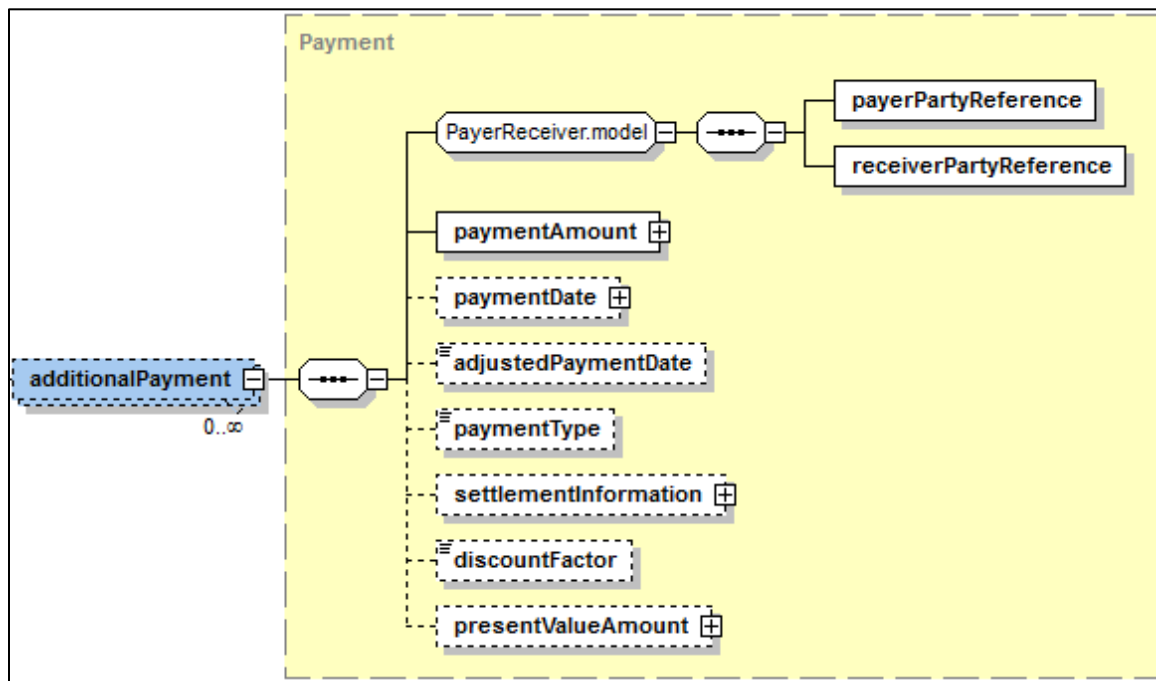 Payment
PayerReceiver.model
payerPartyReference
receiverPartyReference
paymentAmount
paymentDate
adjustedPaymentDate
additionalPayment
0..∞
paymentType
settlementInformation
discountFactor
presentValueAmount